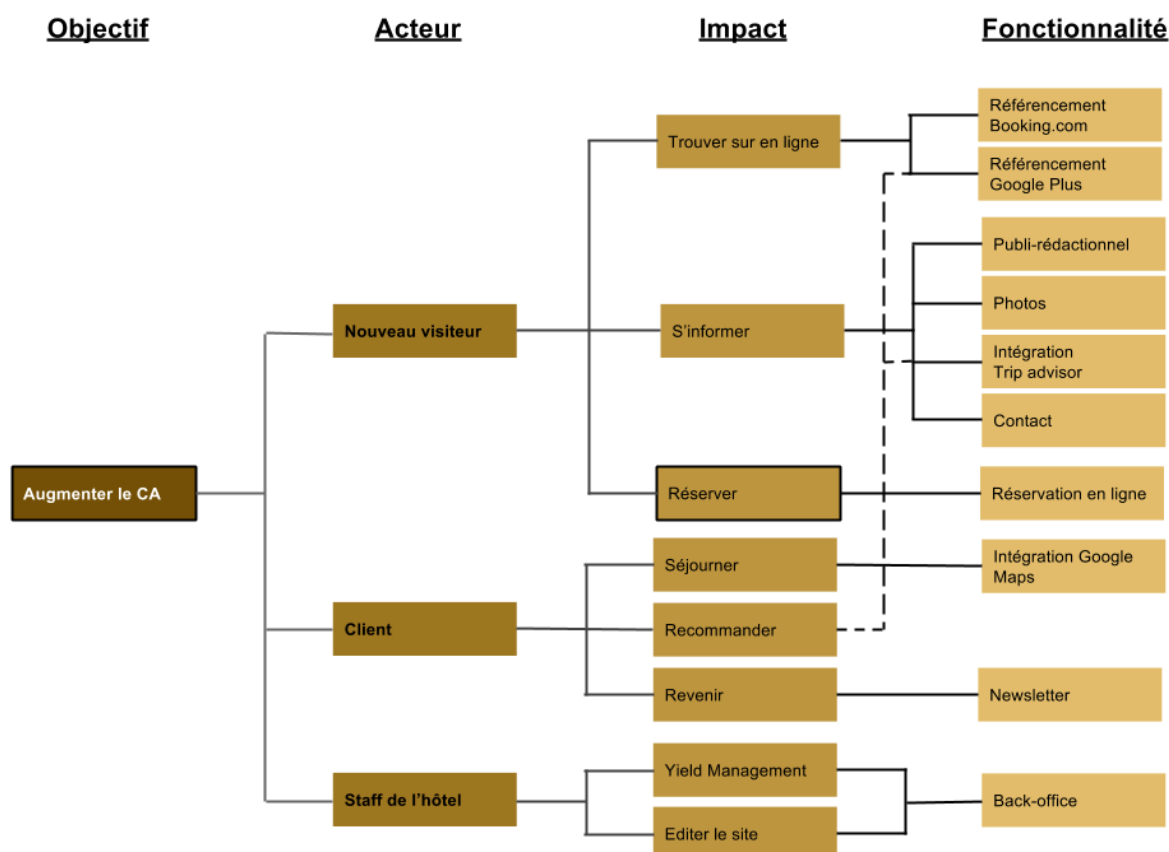 Objectif
Acteur
Impact
Fonctionnalité
Augmenter le CA
Nouveau visiteur
Trouver sur en ligne
Référencement
Booking.com
Référencement
Google Plus
S'informer
Publi-rédactionnel
Photos
Intégration
Trip advisor
Contact
Réserver
Réservation en ligne
Client
Séjourner
Intégration Google
Maps
Recommander
Revenir
Newsletter
Staff de l'hôtel
Yield Management
Editer le site
Back-office